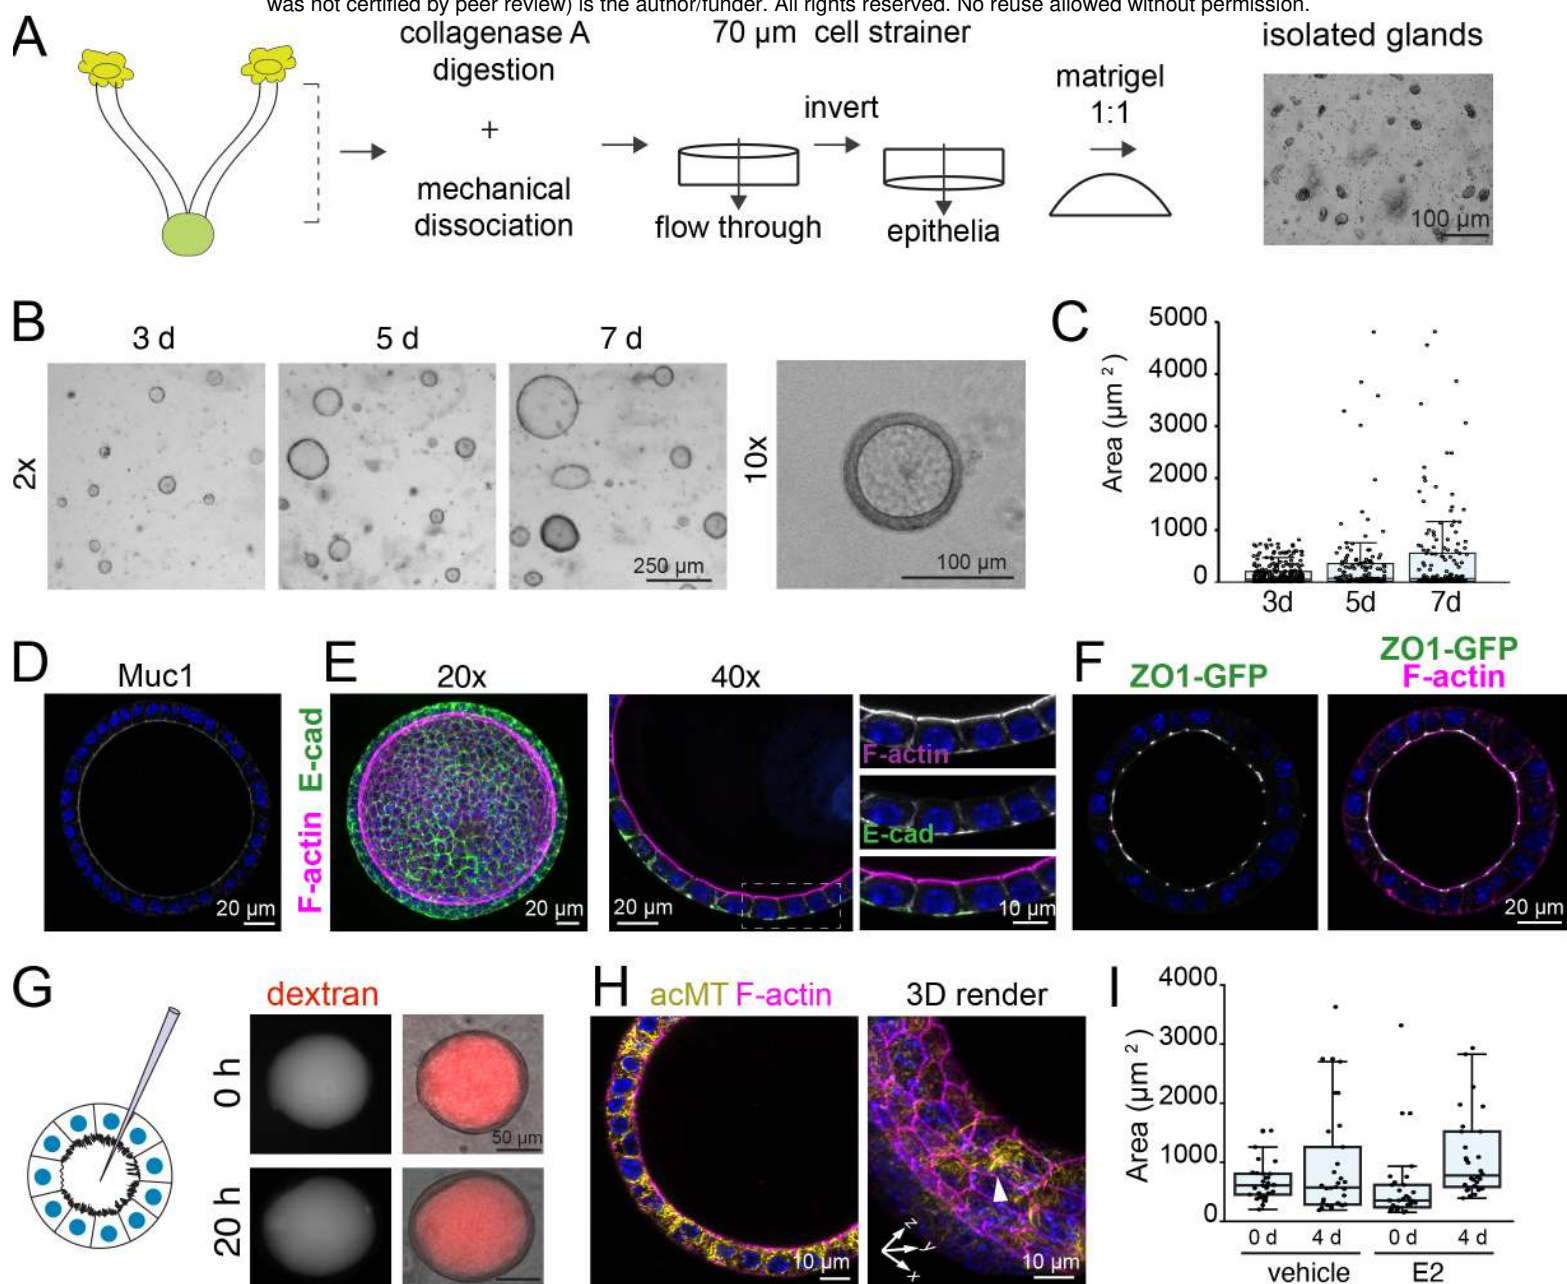 was not certified by peer review) is the author/funder. All rights reserved. No reuse allowed without permission.
A
collagenase A
digestion
+
mechanical
dissociation
70 µm cell strainer
flow through
invert
epithelia
matrigel
1:1
isolated glands
100 µm
B
3 d
5 d
7 d
2x
250 µm
10x
100 µm
C
Area (µm ²)
5000
4000
3000
2000
1000
0
3d
5d
7d
D
Muc1
20 µm
E
F-actin E-cad
20x
20 µm
40x
20 µm
F-actin
E-cad
10 µm
F
ZO1-GFP
ZO1-GFP
F-actin
20 µm
G
dextran
0 h
50 µm
20 h
H
acMT F-actin
10 µm
3D render
z
y
x
10 µm
I
Area (µm ²)
4000
3000
2000
1000
0
0 d
4 d
0 d
4 d
vehicle
E2